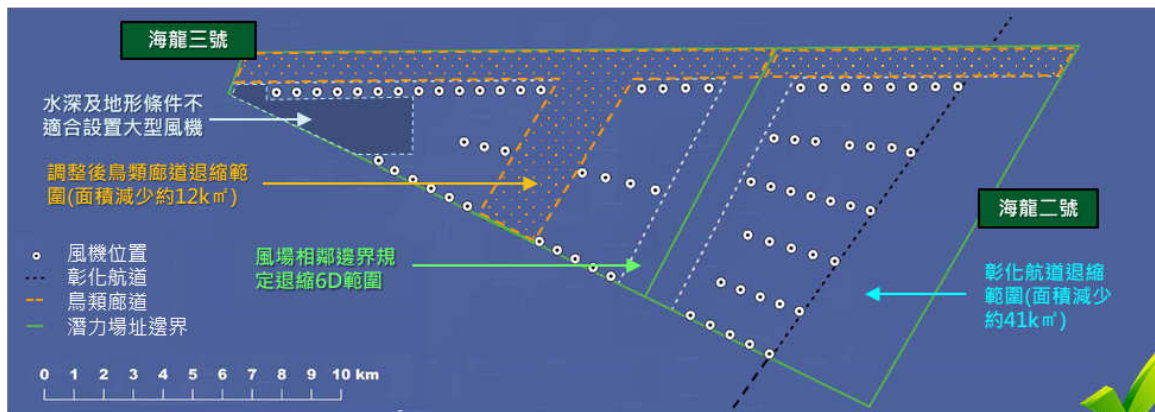 海龍三號
水深及地形條件不
適合設置大型風機
調整後鳥類廊道退縮範
圍(面積減少約12k㎡)
海龍二號
風機位置
彰化航道
鳥類廊道
潛力場址邊界
風場相鄰邊界規
定退縮6D範圍
彰化航道退縮
範圍(面積減少
約41k㎡)
0 1 2 3 4 5 6 7 8 9 10 km